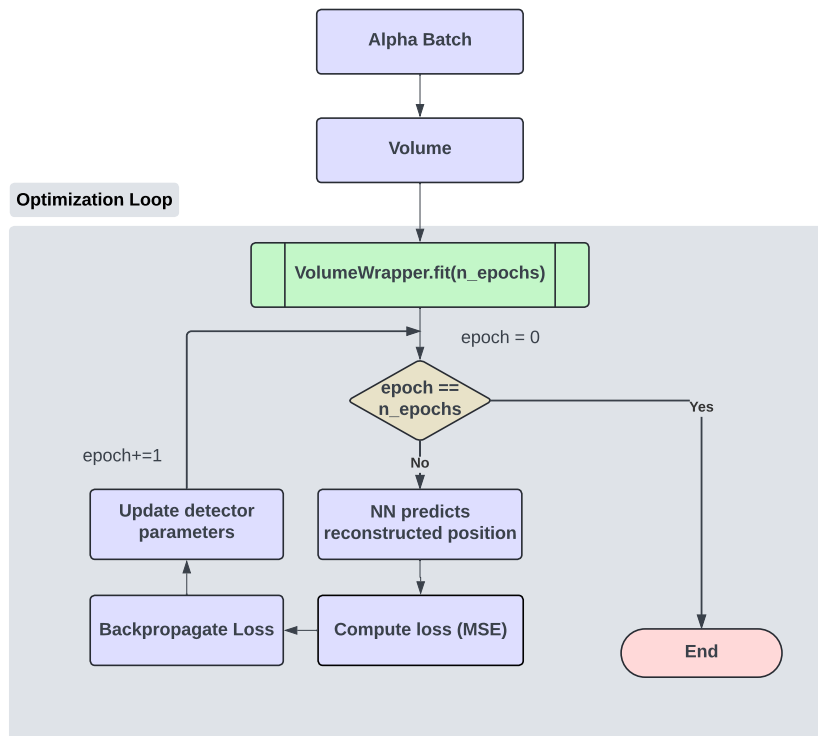 Alpha Batch
Volume
Optimization Loop
VolumeWrapper.fit(n_epochs)
epoch = 0
epoch ==
n_epochs
Yes
No
epoch+=1
Update detector
parameters
NN predicts
reconstructed position
Backpropagate Loss
Compute loss (MSE)
End